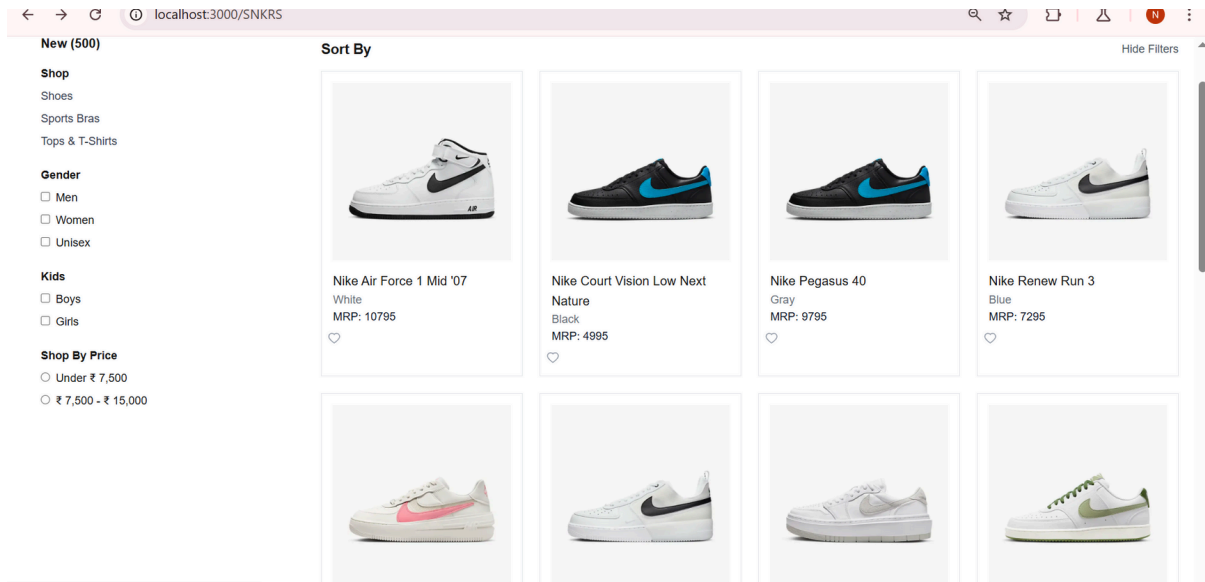 localhost:3000/SNKRS
N
New (500)
Shop
Shoes
Sports Bras
Tops & T-Shirts
Gender
Men
Women
Unisex
Kids
Boys
Girls
Shop By Price
Under ₹ 7,500
₹ 7,500 - ₹ 15,000
Sort By
Hide Filters
AIR
Nike Air Force 1 Mid '07
White
MRP: 10795
Nike Court Vision Low Next
Nature
Black
MRP: 4995
Nike Pegasus 40
Gray
MRP: 9795
Nike Renew Run 3
Blue
MRP: 7295